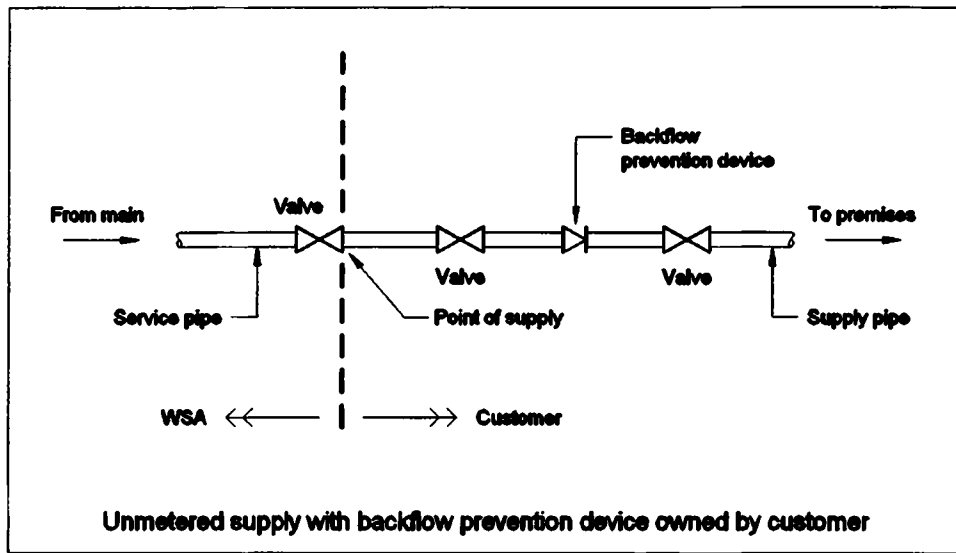 Backflow
prevention device
From main
Valve
To premises
Valve
Valve
Service pipe
Point of supply
Supply pipe
WSA
Customer
Unmetered supply with backflow prevention device owned by customer